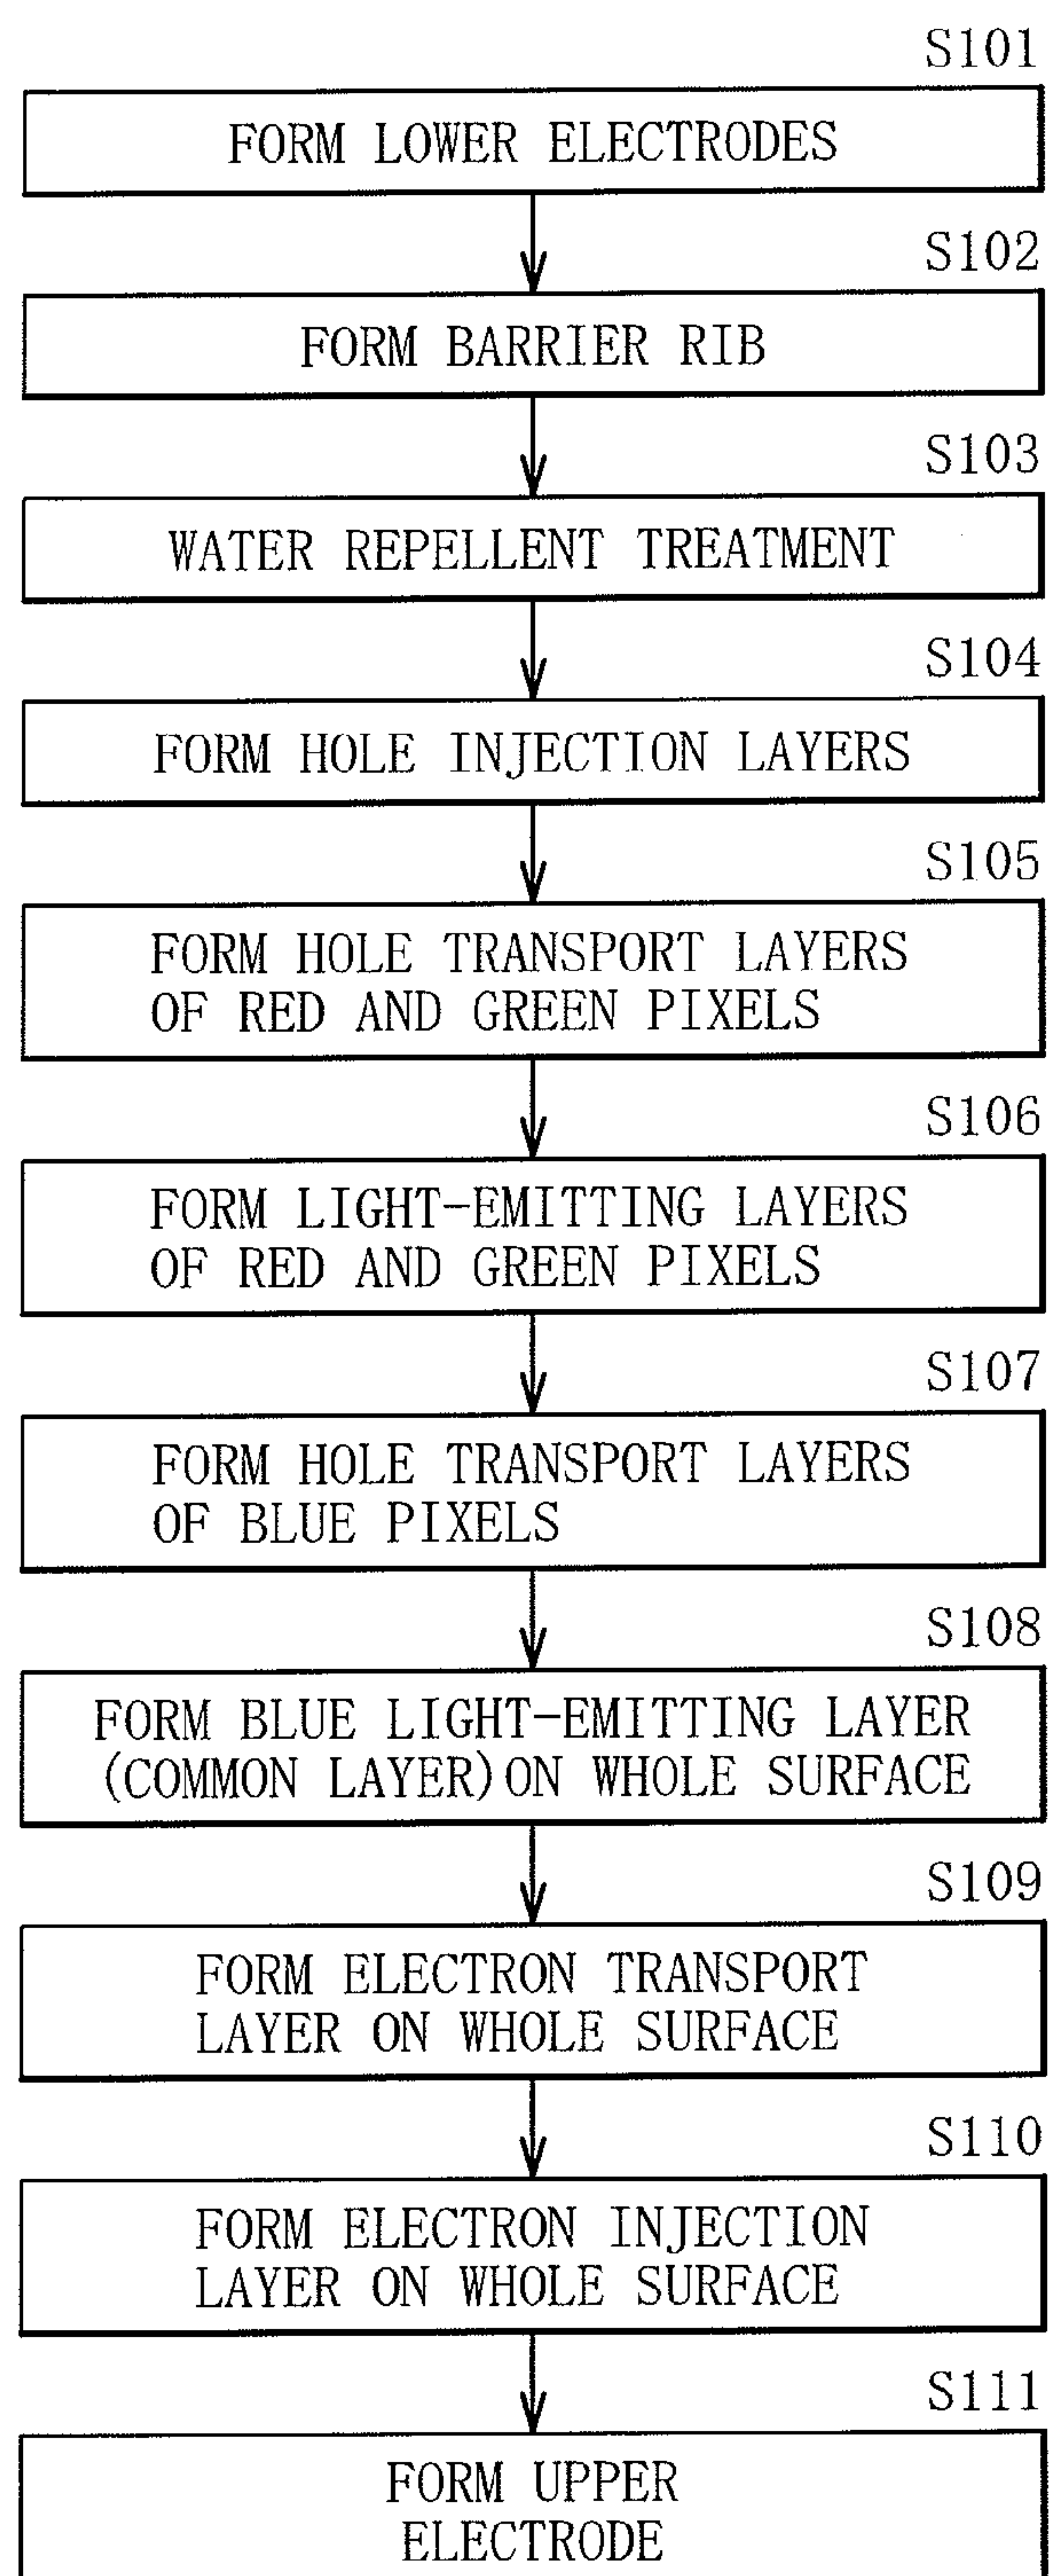 S101
FORM LOWER ELECTRODES
S102
FORM BARRIER RIB
S103
WATER REPELLENT TREATMENT
S104
FORM HOLE INJECTION LAYERS
S105
FORM HOLE TRANSPORT LAYERS
OF RED AND GREEN PIXELS
S106
FORM LIGHT-EMITTING LAYERS
OF RED AND GREEN PIXELS
S107
FORM HOLE TRANSPORT LAYERS
OF BLUE PIXELS
S108
FORM BLUE LIGHT-EMITTING LAYER
(COMMON LAYER) ON WHOLE SURFACE
S109
FORM ELECTRON TRANSPORT
LAYER ON WHOLE SURFACE
S110
FORM ELECTRON INJECTION
LAYER ON WHOLE SURFACE
S111
FORM UPPER
ELECTRODE